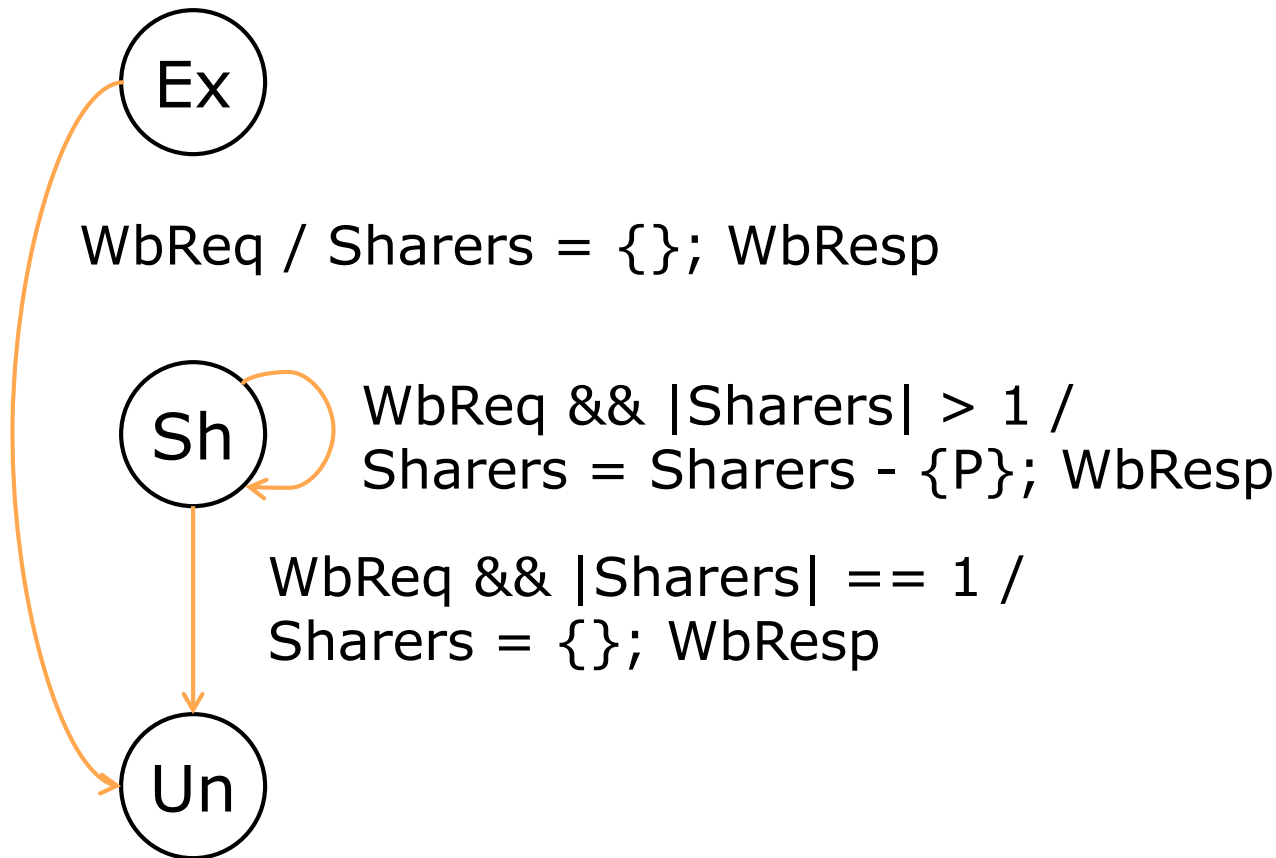 Ex
WbReq / Sharers = {}; WbResp
Sh
WbReq && |Sharers| > 1 /
Sharers = Sharers - {P}; WbResp
WbReq && |Sharers| == 1 /
Sharers = {}; WbResp
Un